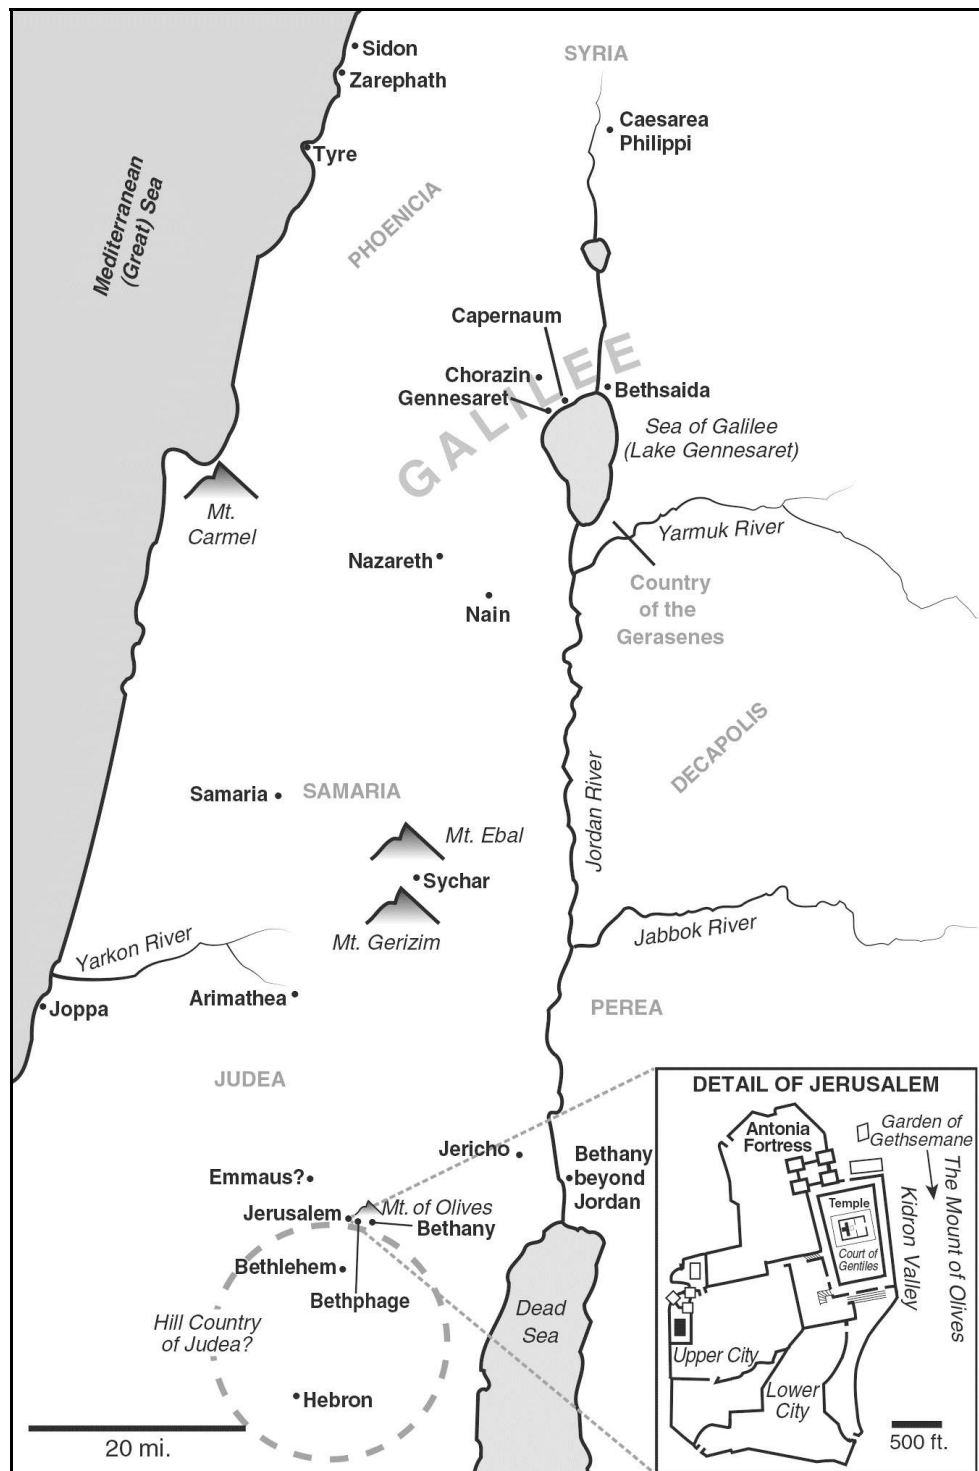 Sidon
SYRIA
Zarephath
Caesarea
Philippi
Tyre
Mediterranean
(Great) Sea
PHOENICIA
Capernaum
GALILEE
Chorazin
Gennesaret
Bethsaida
Sea of Galilee
(Lake Gennesaret)
Mt.
Carmel
Yarmuk River
Nazareth
Country
of the
Gerasenes
Nain
DECAPOLIS
Jordan River
Samaria
SAMARIA
Mt. Ebal
Sychar
Mt. Gerizim
Yarkon River
Jabbok River
Arimathea
Joppa
PEREA
JUDEA
Jericho
Bethany
beyond
Jordan
Emmaus?
Mt. of Olives
Jerusalem
Bethany
Bethlehem
Bethphage
Hill Country
of Judea?
Dead
Sea
Hebron
20 mi.
DETAIL OF JERUSALEM
Antonia
Fortress
Garden of
Gethsemane
Temple
Court of
Gentiles
Kidron Valley
The Mount of Olives
Upper City
Lower
City
500 ft.